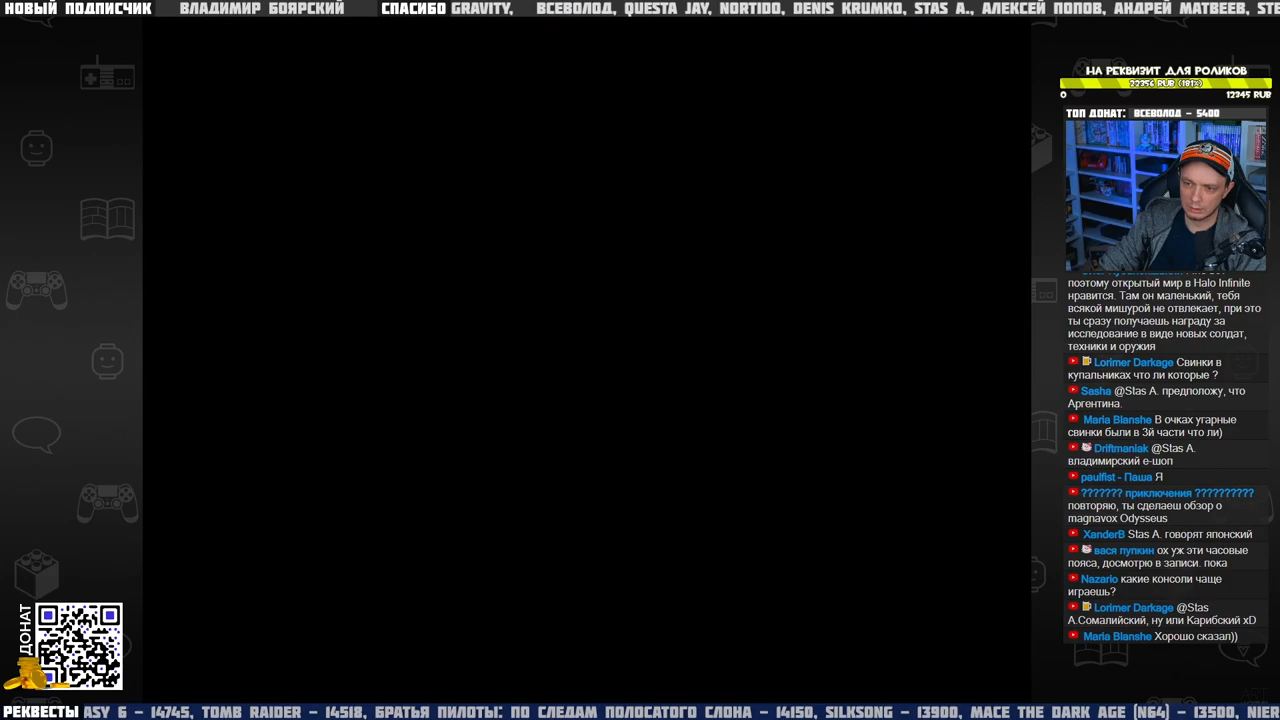 НОВЫЙ ПОДПИСЧИК ВЛАДИМИР БОЯРСКИЙ СПАСИБО GRAVITY, ВСЕВОЛОД, QUESTA JAY, NORTIDO, DENIS KRUMKO, STAS A., АЛЕКСЕЙ ПОПОВ, АНДРЕЙ МАТВЕЕВ, STE
НА РЕКВИЗИТ ДЛЯ РОЛИКОВ
22356 RUB (181%)
0 12345 RUB
ТОП ДОНАТ: ВСЕВОЛОД - 5400
поэтому открытый мир в Halo Infinite
нравится. Там он маленький, тебя
всякой мишурой не отвлекает, при это
ты сразу получаешь награду за
исследование в виде новых солдат,
техники и оружия
Lorimer Darkage Свинки в
купальниках что ли которые ?
Sasha @Stas A. предположу, что
Аргентина.
Maria Blanshe В очках угарные
свинки были в 3й части что ли)
Driftmaniak @Stas A.
владимирский е-шоп
paulfist - Паша Я
??????? приключения ??????????
повторяю, ты сделаеш обзор о
magnavox Odysseus
XanderB Stas A. говорят японский
вася пупкин ох уж эти часовые
пояса, досмотрю в записи. пока
Nazario какие консоли чаще
играешь?
Lorimer Darkage @Stas
A.Сомалийский, ну или Карибский xD
Maria Blanshe Хорошо сказал))
ДОНАТ
РЕКВЕСТЫ ASY 6 - 14745, TOMB RAIDER - 14518, БРАТЬЯ ПИЛОТЫ: ПО СЛЕДАМ ПОЛОСАТОГО СЛОНА - 14150, SILKSONG - 13900, MACE THE DARK AGE (N64) - 13500, NIER